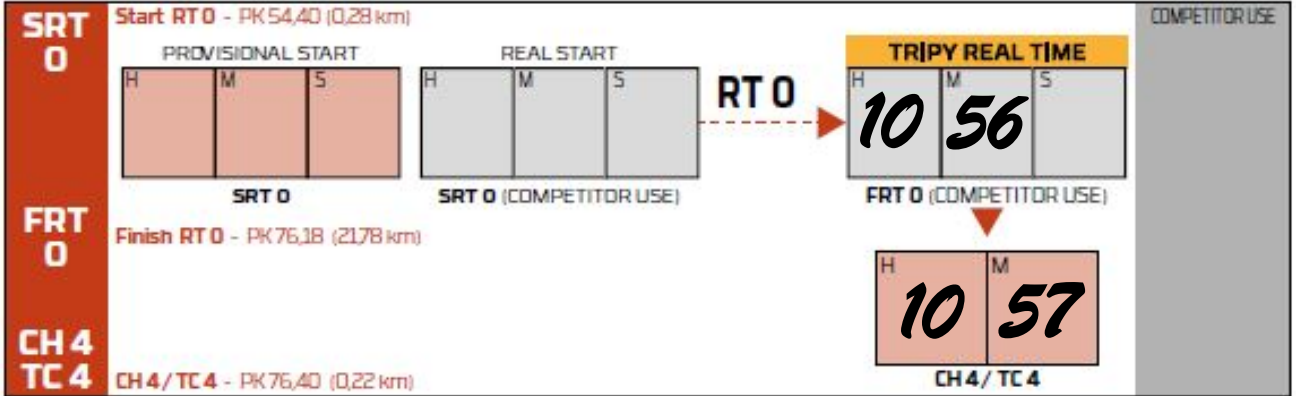 SRT 0
Start RT 0 - PK 54,40 (0,28 km)
COMPETITOR USE
PROVISIONAL START
REAL START
TRIPY REAL TIME
H M S
H M S
RT 0
H M S
10 56
SRT 0
SRT 0 (COMPETITOR USE)
FRT 0 (COMPETITOR USE)
FRT 0
Finish RT 0 - PK 76,18 (21,78 km)
H M
10 57
CH 4 / TC 4
CH 4
TC 4
CH 4 / TC 4 - PK 76,40 (0,22 km)